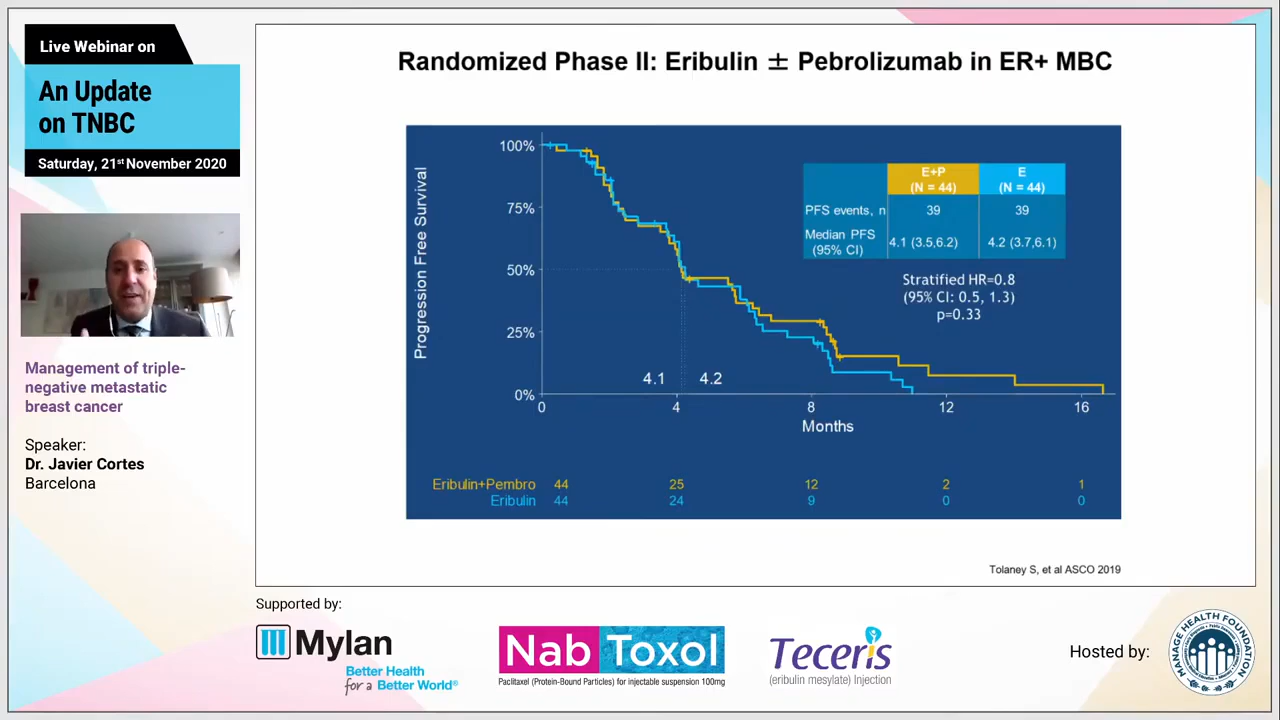 Live Webinar on
An Update
on TNBC
Saturday, 21st November 2020
Management of triple-
negative metastatic
breast cancer
Speaker:
Dr. Javier Cortes
Barcelona
Randomized Phase II: Eribulin ± Pebrolizumab in ER+ MBC
Progression Free Survival
100%
75%
50%
25%
0%
E+P
(N = 44)
E
(N = 44)
PFS events, n
39
39
Median PFS
(95% CI)
4.1 (3.5,6.2)
4.2 (3.7,6.1)
Stratified HR=0.8
(95% CI: 0.5, 1.3)
p=0.33
4.1
4.2
0
4
8
12
16
Months
Eribulin+Pembro 44 25 12 2 1
Eribulin 44 24 9 0 0
Tolaney S, et al ASCO 2019
Supported by:
Mylan
Better Health
for a Better World®
Nab Toxol
Paclitaxel (Protein-Bound Particles) for injectable suspension 100mg
Teceris
(eribulin mesylate) Injection
Hosted by:
MANAGE HEALTH FOUNDATION